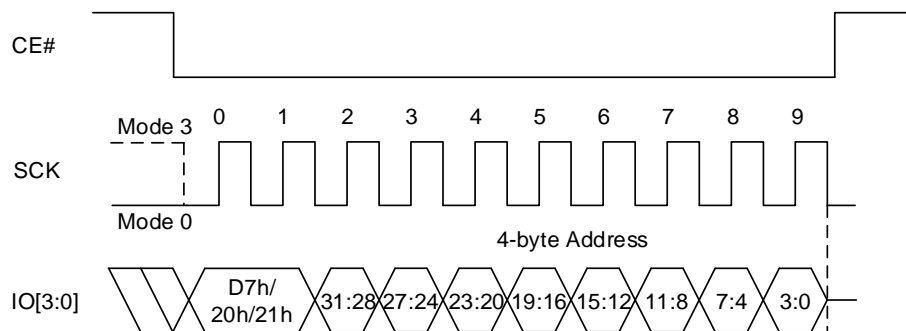 CE#
0 1 2 3 4 5 6 7 8 9
Mode 3
SCK
Mode 0
4-byte Address
IO[3:0]
D7h/
20h/21h
31:28 27:24 23:20 19:16 15:12 11:8 7:4 3:0